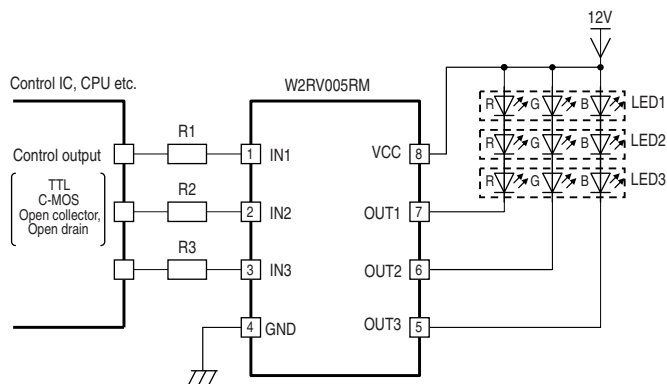 12V
Control IC, CPU etc.
W2RV005RM
R G B LED1
R1
Control output
1 IN1
VCC 8
R G B LED2
TTL
C-MOS
Open collector,
Open drain
R G B LED3
R2
2 IN2
OUT1 7
R3
3 IN3
OUT2 6
4 GND
OUT3 5